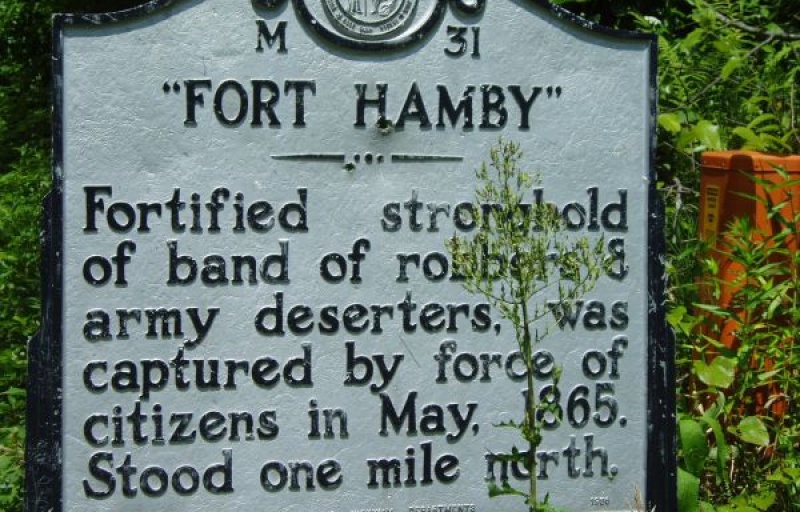 M 31
"FORT HAMBY"
Fortified stronghold
of band of robbers &
army deserters, was
captured by force of
citizens in May, 1865.
Stood one mile north.
DEPARTMENTS